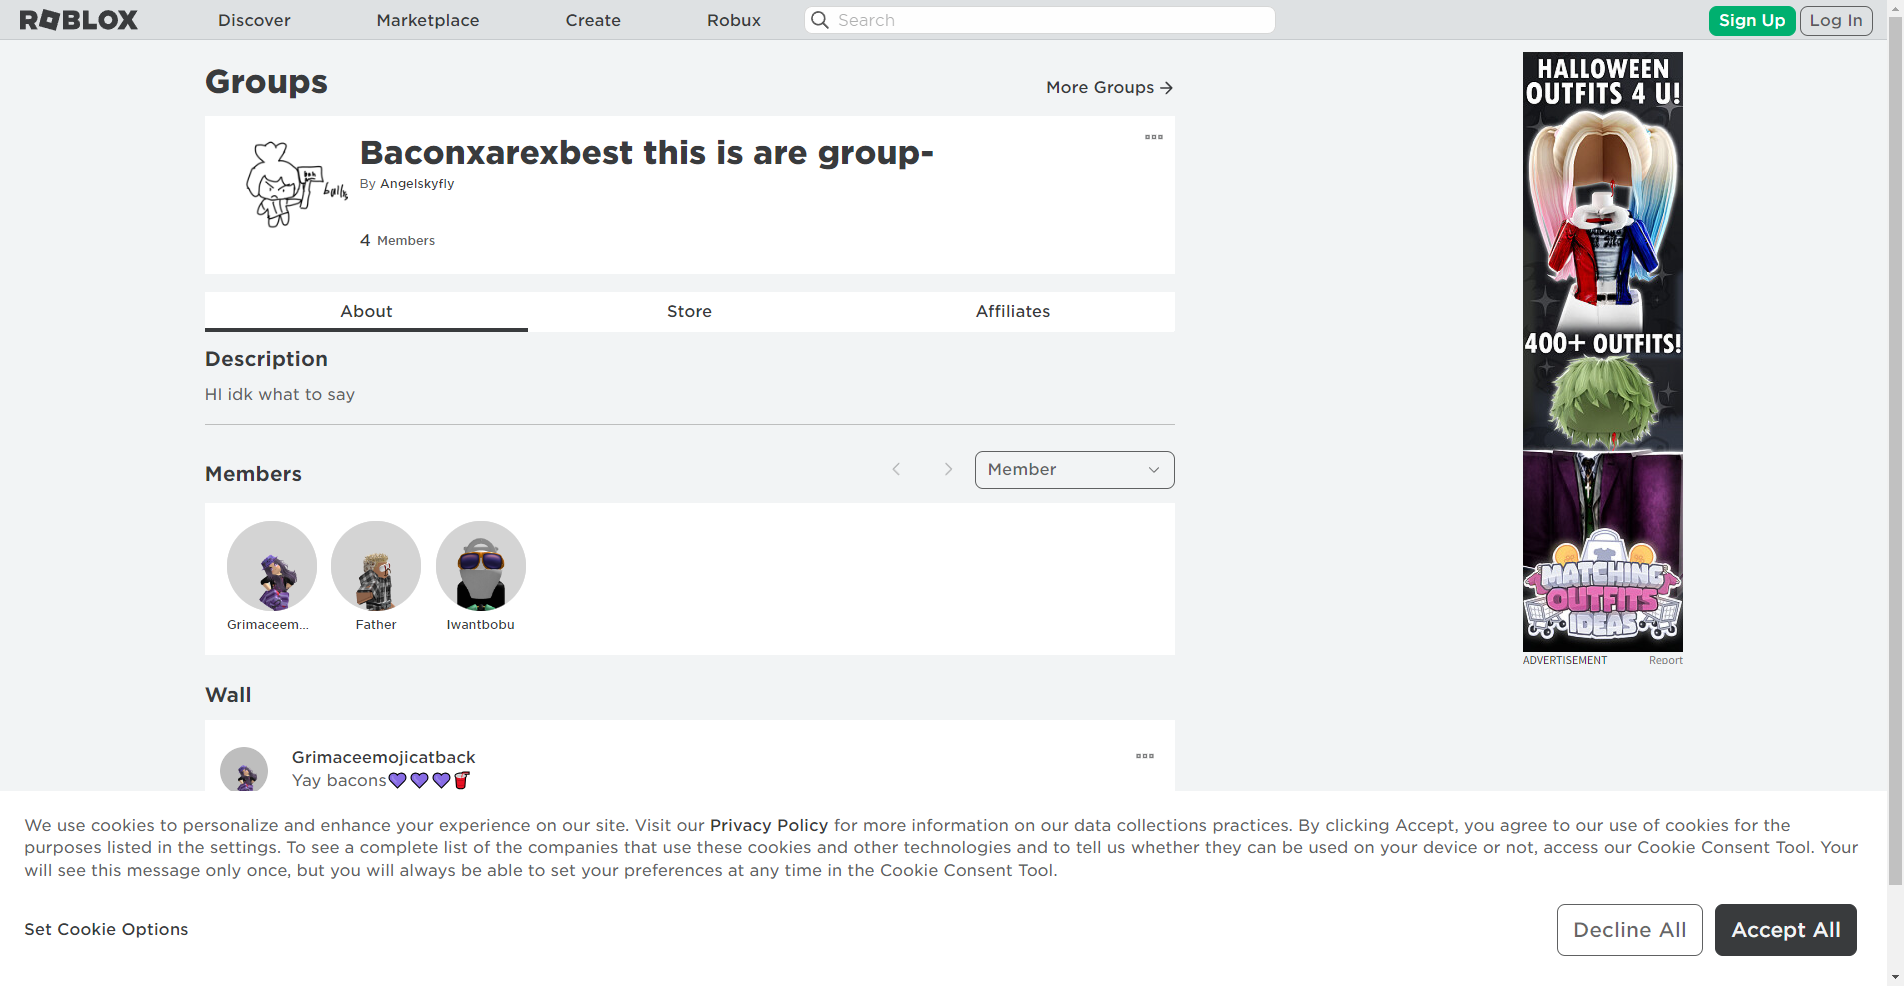 ROBLOX
Discover
Marketplace
Create
Robux
Search
Sign Up
Log In
Groups
More Groups
Baconxarexbest this is are group-
By Angelskyfly
4 Members
About
Store
Affiliates
Description
HI idk what to say
Members
Member
Grimaceem...
Father
Iwantbobu
Wall
Grimaceemojicatback
Yay bacons💜💜💜🥤
HALLOWEEN
OUTFITS 4 U!
400+ OUTFITS!
MATCHING
OUTFITS
IDEAS
ADVERTISEMENT
Report
We use cookies to personalize and enhance your experience on our site. Visit our Privacy Policy for more information on our data collections practices. By clicking Accept, you agree to our use of cookies for the
purposes listed in the settings. To see a complete list of the companies that use these cookies and other technologies and to tell us whether they can be used on your device or not, access our Cookie Consent Tool. Your
will see this message only once, but you will always be able to set your preferences at any time in the Cookie Consent Tool.
Set Cookie Options
Decline All
Accept All